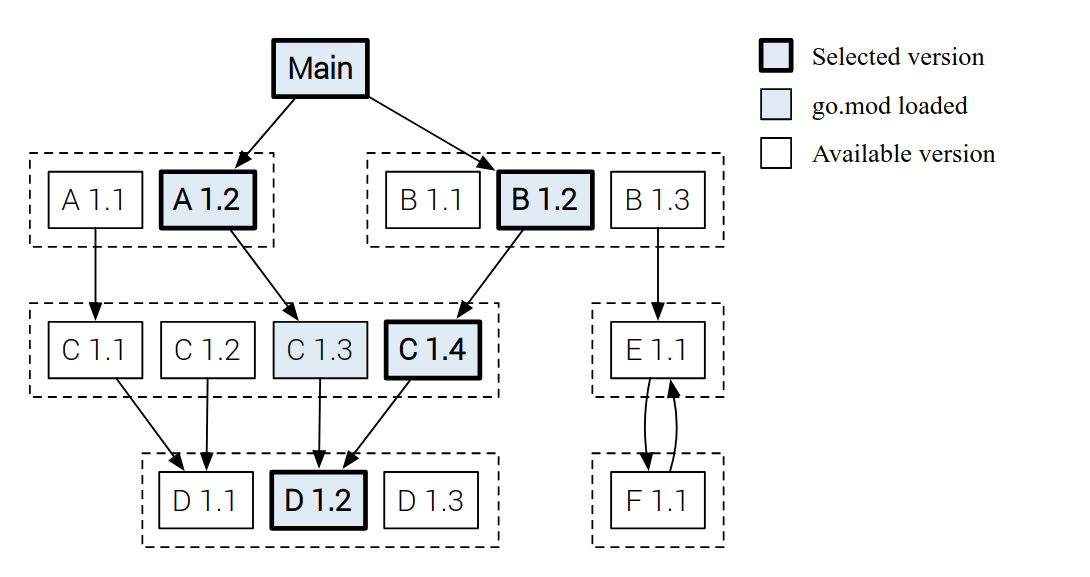 Main
Selected version
go.mod loaded
Available version
A 1.1
A 1.2
B 1.1
B 1.2
B 1.3
C 1.1
C 1.2
C 1.3
C 1.4
E 1.1
D 1.1
D 1.2
D 1.3
F 1.1